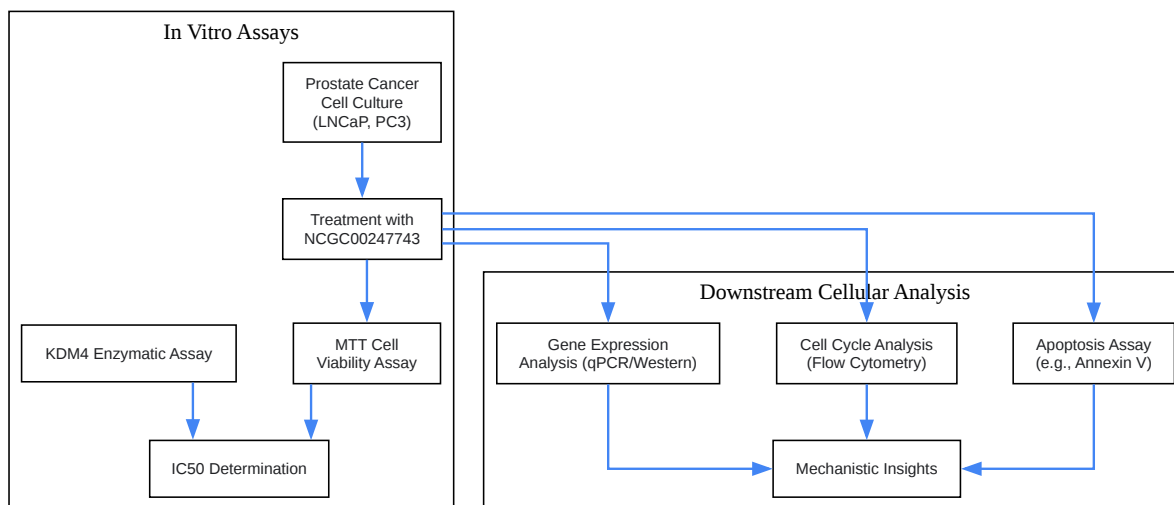 In Vitro Assays
Prostate Cancer
Cell Culture
(LNCaP, PC3)
Treatment with
NCGC00247743
KDM4 Enzymatic Assay
MTT Cell
Viability Assay
IC50 Determination
Downstream Cellular Analysis
Gene Expression
Analysis (qPCR/Western)
Cell Cycle Analysis
(Flow Cytometry)
Apoptosis Assay
(e.g., Annexin V)
Mechanistic Insights